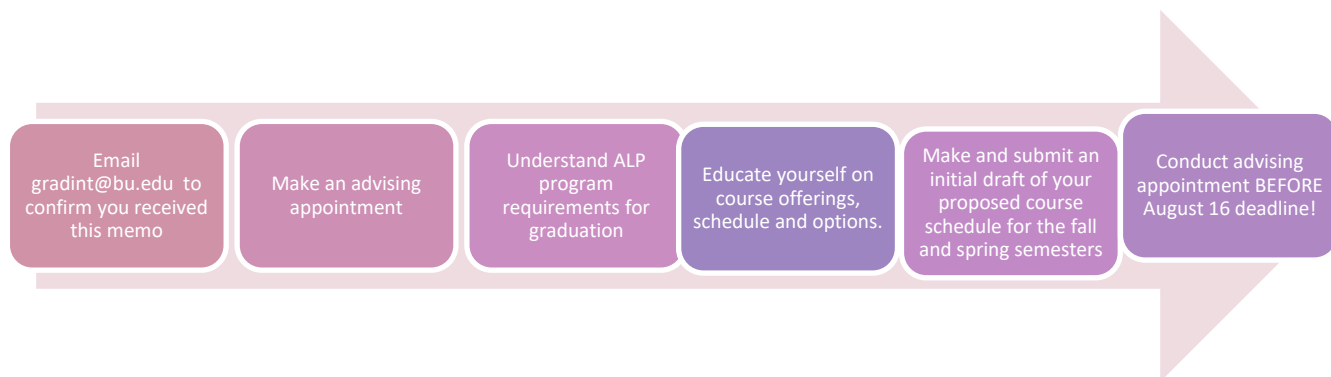 Email
gradint@bu.edu to
confirm you received
this memo
Make an advising
appointment
Understand ALP
program
requirements for
graduation
Educate yourself on
course offerings,
schedule and options.
Make and submit an
initial draft of your
proposed course
schedule for the fall
and spring semesters
Conduct advising
appointment BEFORE
August 16 deadline!